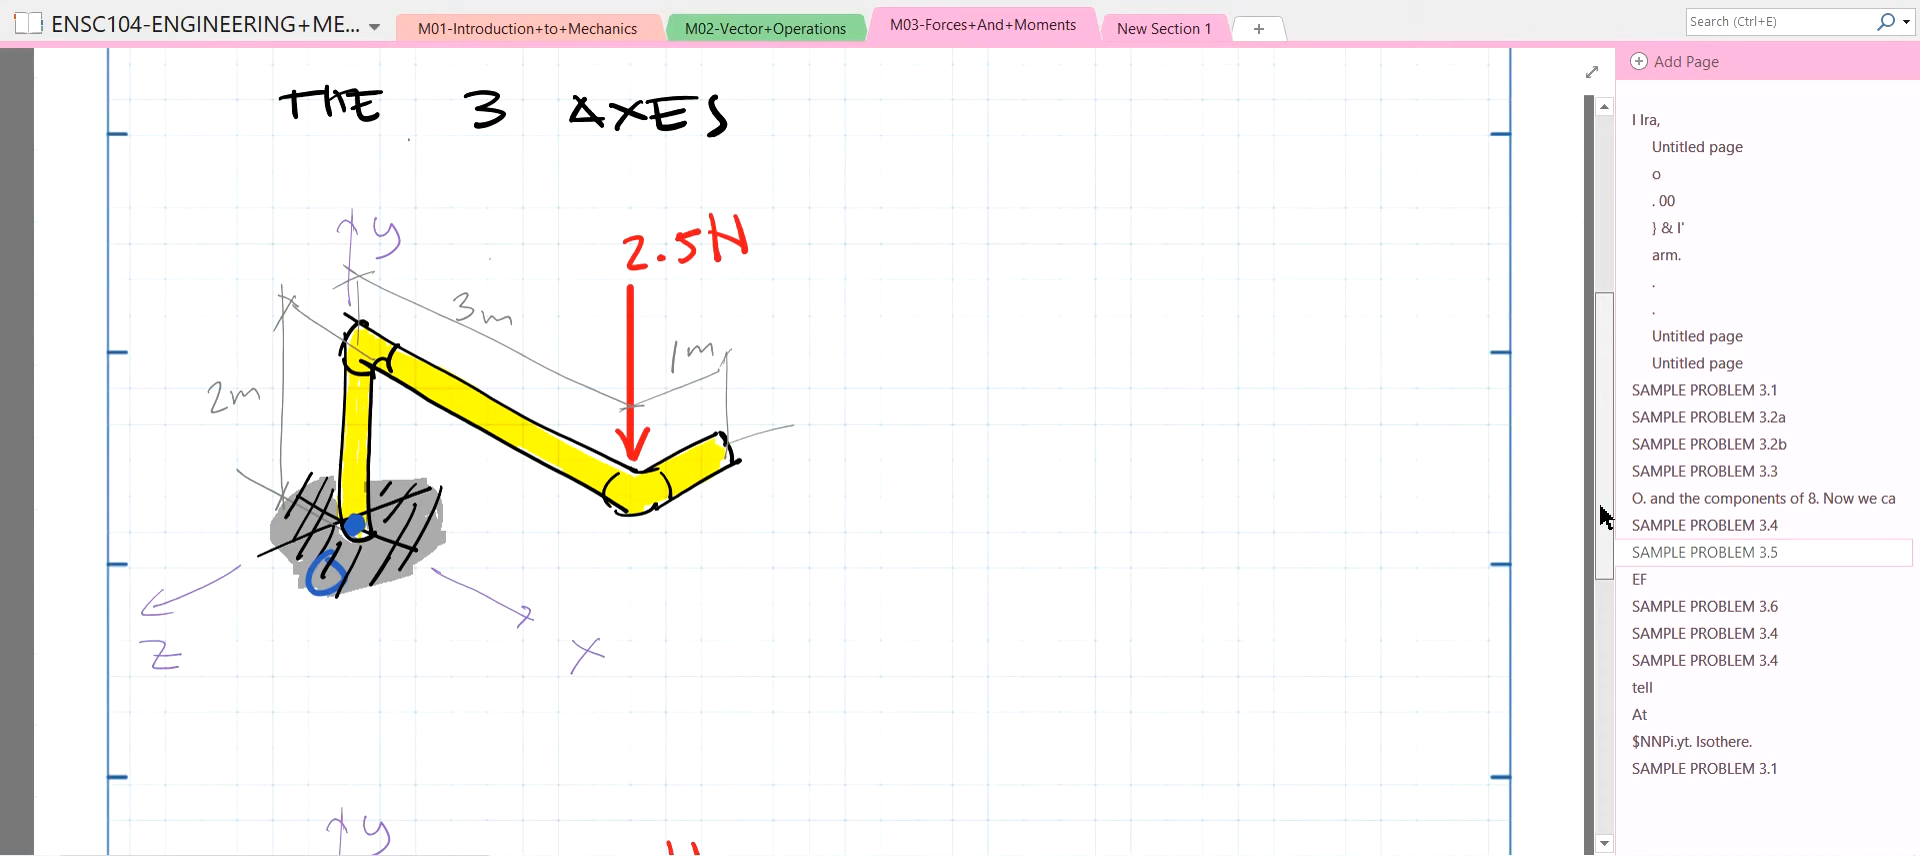 ENSC104-ENGINEERING+ME...
M01-Introduction+to+Mechanics
M02-Vector+Operations
M03-Forces+And+Moments
New Section 1
+
Search (Ctrl+E)
Add Page
THE 3 AXES
y
2.5N
3m
1m
2m
O
Z
X
y
I Ira,
Untitled page
o
. 00
} & I'
arm.
.
.
Untitled page
Untitled page
SAMPLE PROBLEM 3.1
SAMPLE PROBLEM 3.2a
SAMPLE PROBLEM 3.2b
SAMPLE PROBLEM 3.3
O. and the components of 8. Now we ca
SAMPLE PROBLEM 3.4
SAMPLE PROBLEM 3.5
EF
SAMPLE PROBLEM 3.6
SAMPLE PROBLEM 3.4
SAMPLE PROBLEM 3.4
tell
At
$NNPi.yt. Isothere.
SAMPLE PROBLEM 3.1